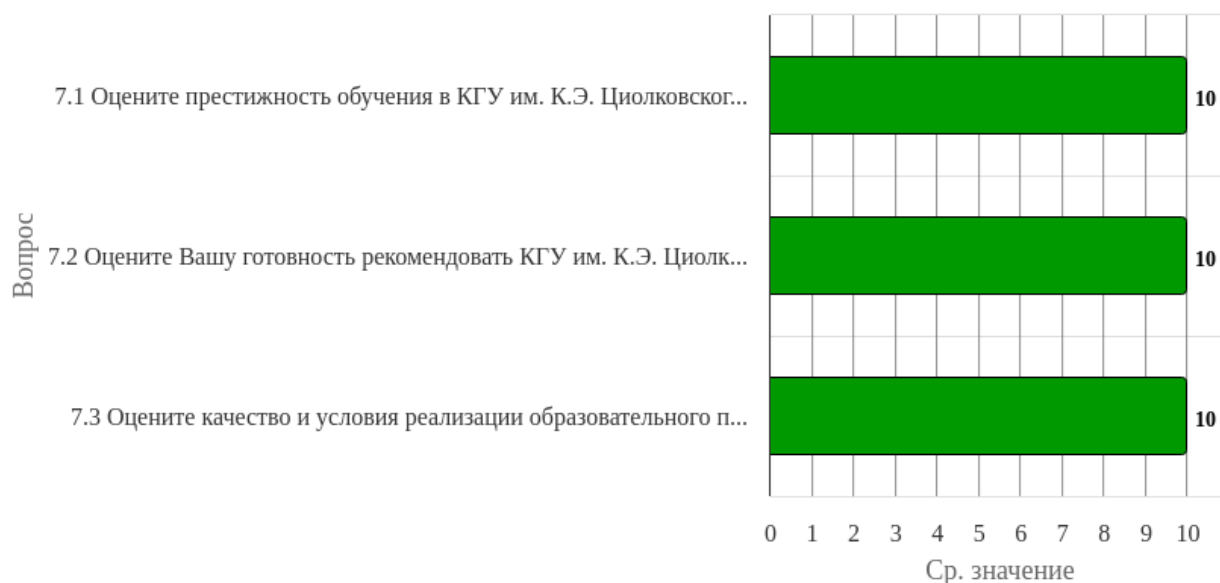 7.1 Оцените престижность обучения в КГУ им. К.Э. Циолковског...
10
7.2 Оцените Вашу готовность рекомендовать КГУ им. К.Э. Циолк...
10
7.3 Оцените качество и условия реализации образовательного п...
10
Вопрос
0 1 2 3 4 5 6 7 8 9 10
Ср. значение